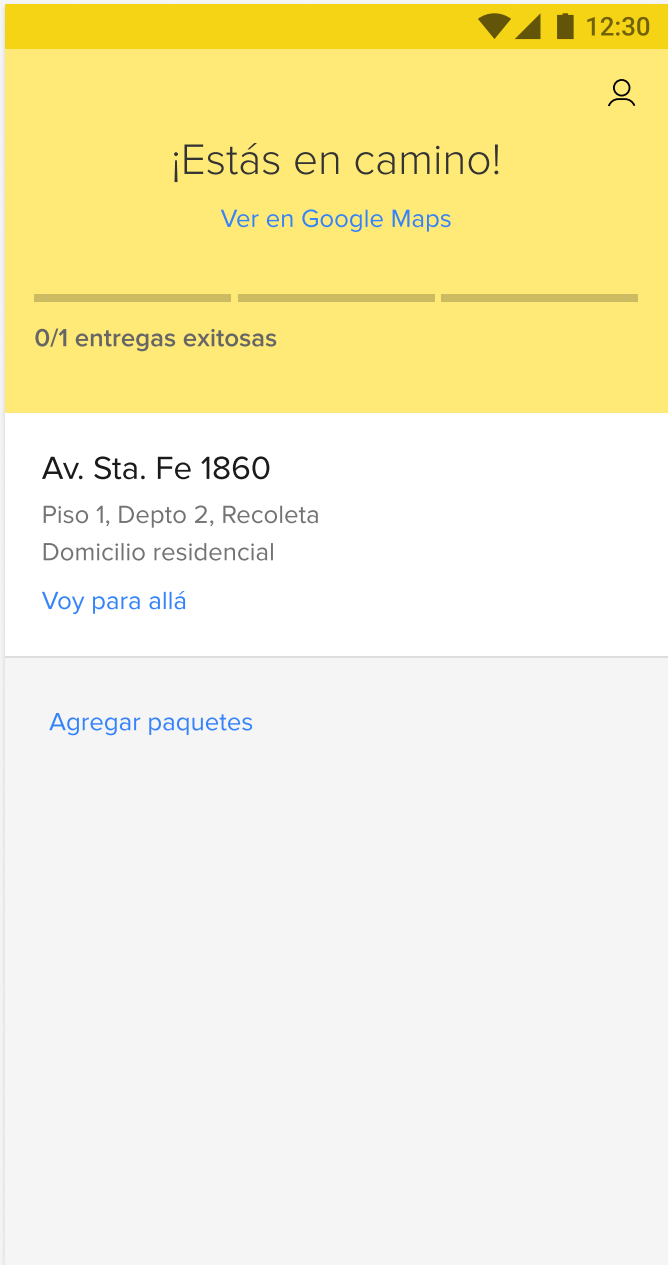 12:30
¡Estás en camino!
Ver en Google Maps
0/1 entregas exitosas
Av. Sta. Fe 1860
Piso 1, Depto 2, Recoleta
Domicilio residencial
Voy para allá
Agregar paquetes